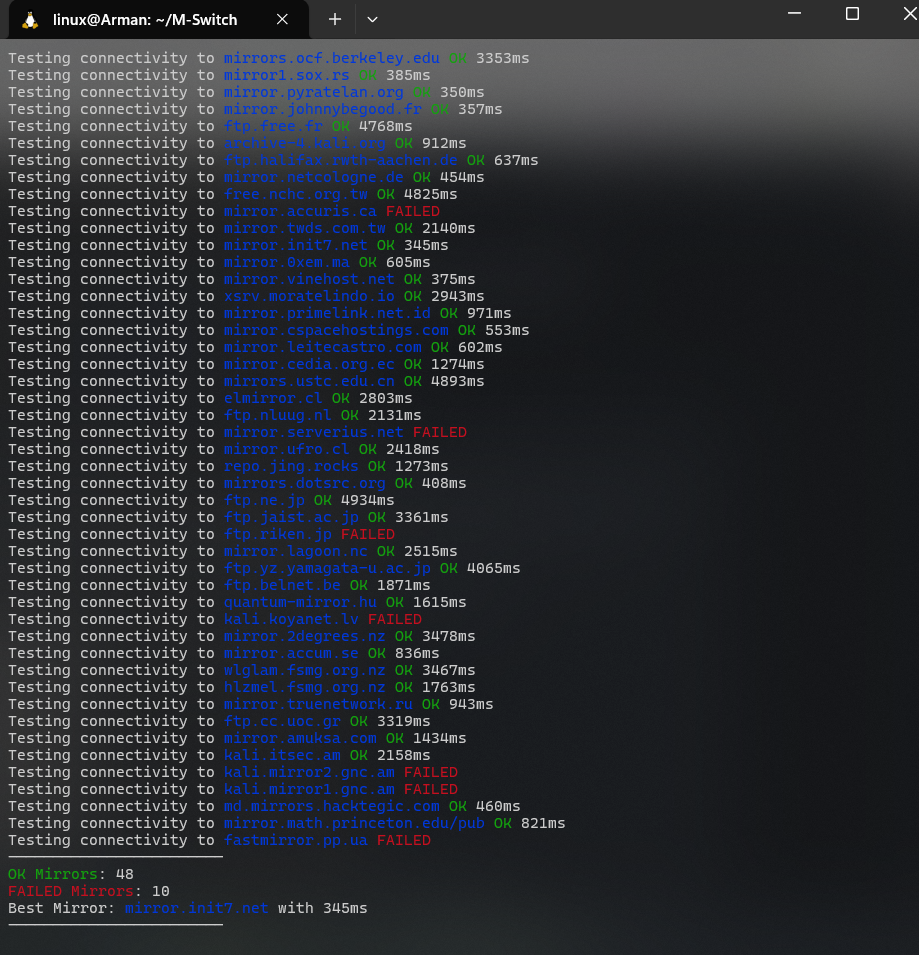 linux@Arman: ~/M-Switch
Testing connectivity to mirrors.ocf.berkeley.edu OK 3353ms
Testing connectivity to mirror1.sox.rs OK 385ms
Testing connectivity to mirror.pyratelan.org OK 350ms
Testing connectivity to mirror.johnnybegood.fr OK 357ms
Testing connectivity to ftp.free.fr OK 4768ms
Testing connectivity to archive-4.kali.org OK 912ms
Testing connectivity to ftp.halifax.rwth-aachen.de OK 637ms
Testing connectivity to mirror.netcologne.de OK 454ms
Testing connectivity to free.nchc.org.tw OK 4825ms
Testing connectivity to mirror.accuris.ca FAILED
Testing connectivity to mirror.twds.com.tw OK 2140ms
Testing connectivity to mirror.init7.net OK 345ms
Testing connectivity to mirror.0xem.ma OK 605ms
Testing connectivity to mirror.vinehost.net OK 375ms
Testing connectivity to xsrv.moratelindo.io OK 2943ms
Testing connectivity to mirror.primelink.net.id OK 971ms
Testing connectivity to mirror.cspacehostings.com OK 553ms
Testing connectivity to mirror.leitecastro.com OK 602ms
Testing connectivity to mirror.cedia.org.ec OK 1274ms
Testing connectivity to mirrors.ustc.edu.cn OK 4893ms
Testing connectivity to elmirror.cl OK 2803ms
Testing connectivity to ftp.nluug.nl OK 2131ms
Testing connectivity to mirror.serverius.net FAILED
Testing connectivity to mirror.ufro.cl OK 2418ms
Testing connectivity to repo.jing.rocks OK 1273ms
Testing connectivity to mirrors.dotsrc.org OK 408ms
Testing connectivity to ftp.ne.jp OK 4934ms
Testing connectivity to ftp.jaist.ac.jp OK 3361ms
Testing connectivity to ftp.riken.jp FAILED
Testing connectivity to mirror.lagoon.nc OK 2515ms
Testing connectivity to ftp.yz.yamagata-u.ac.jp OK 4065ms
Testing connectivity to ftp.belnet.be OK 1871ms
Testing connectivity to quantum-mirror.hu OK 1615ms
Testing connectivity to kali.koyanet.lv FAILED
Testing connectivity to mirror.2degrees.nz OK 3478ms
Testing connectivity to mirror.accum.se OK 836ms
Testing connectivity to wlglam.fsmg.org.nz OK 3467ms
Testing connectivity to hlzmel.fsmg.org.nz OK 1763ms
Testing connectivity to mirror.truenetwork.ru OK 943ms
Testing connectivity to ftp.cc.uoc.gr OK 3319ms
Testing connectivity to mirror.amuksa.com OK 1434ms
Testing connectivity to kali.itsec.am OK 2158ms
Testing connectivity to kali.mirror2.gnc.am FAILED
Testing connectivity to kali.mirror1.gnc.am FAILED
Testing connectivity to md.mirrors.hacktegic.com OK 460ms
Testing connectivity to mirror.math.princeton.edu/pub OK 821ms
Testing connectivity to fastmirror.pp.ua FAILED
OK Mirrors: 48
FAILED Mirrors: 10
Best Mirror: mirror.init7.net with 345ms